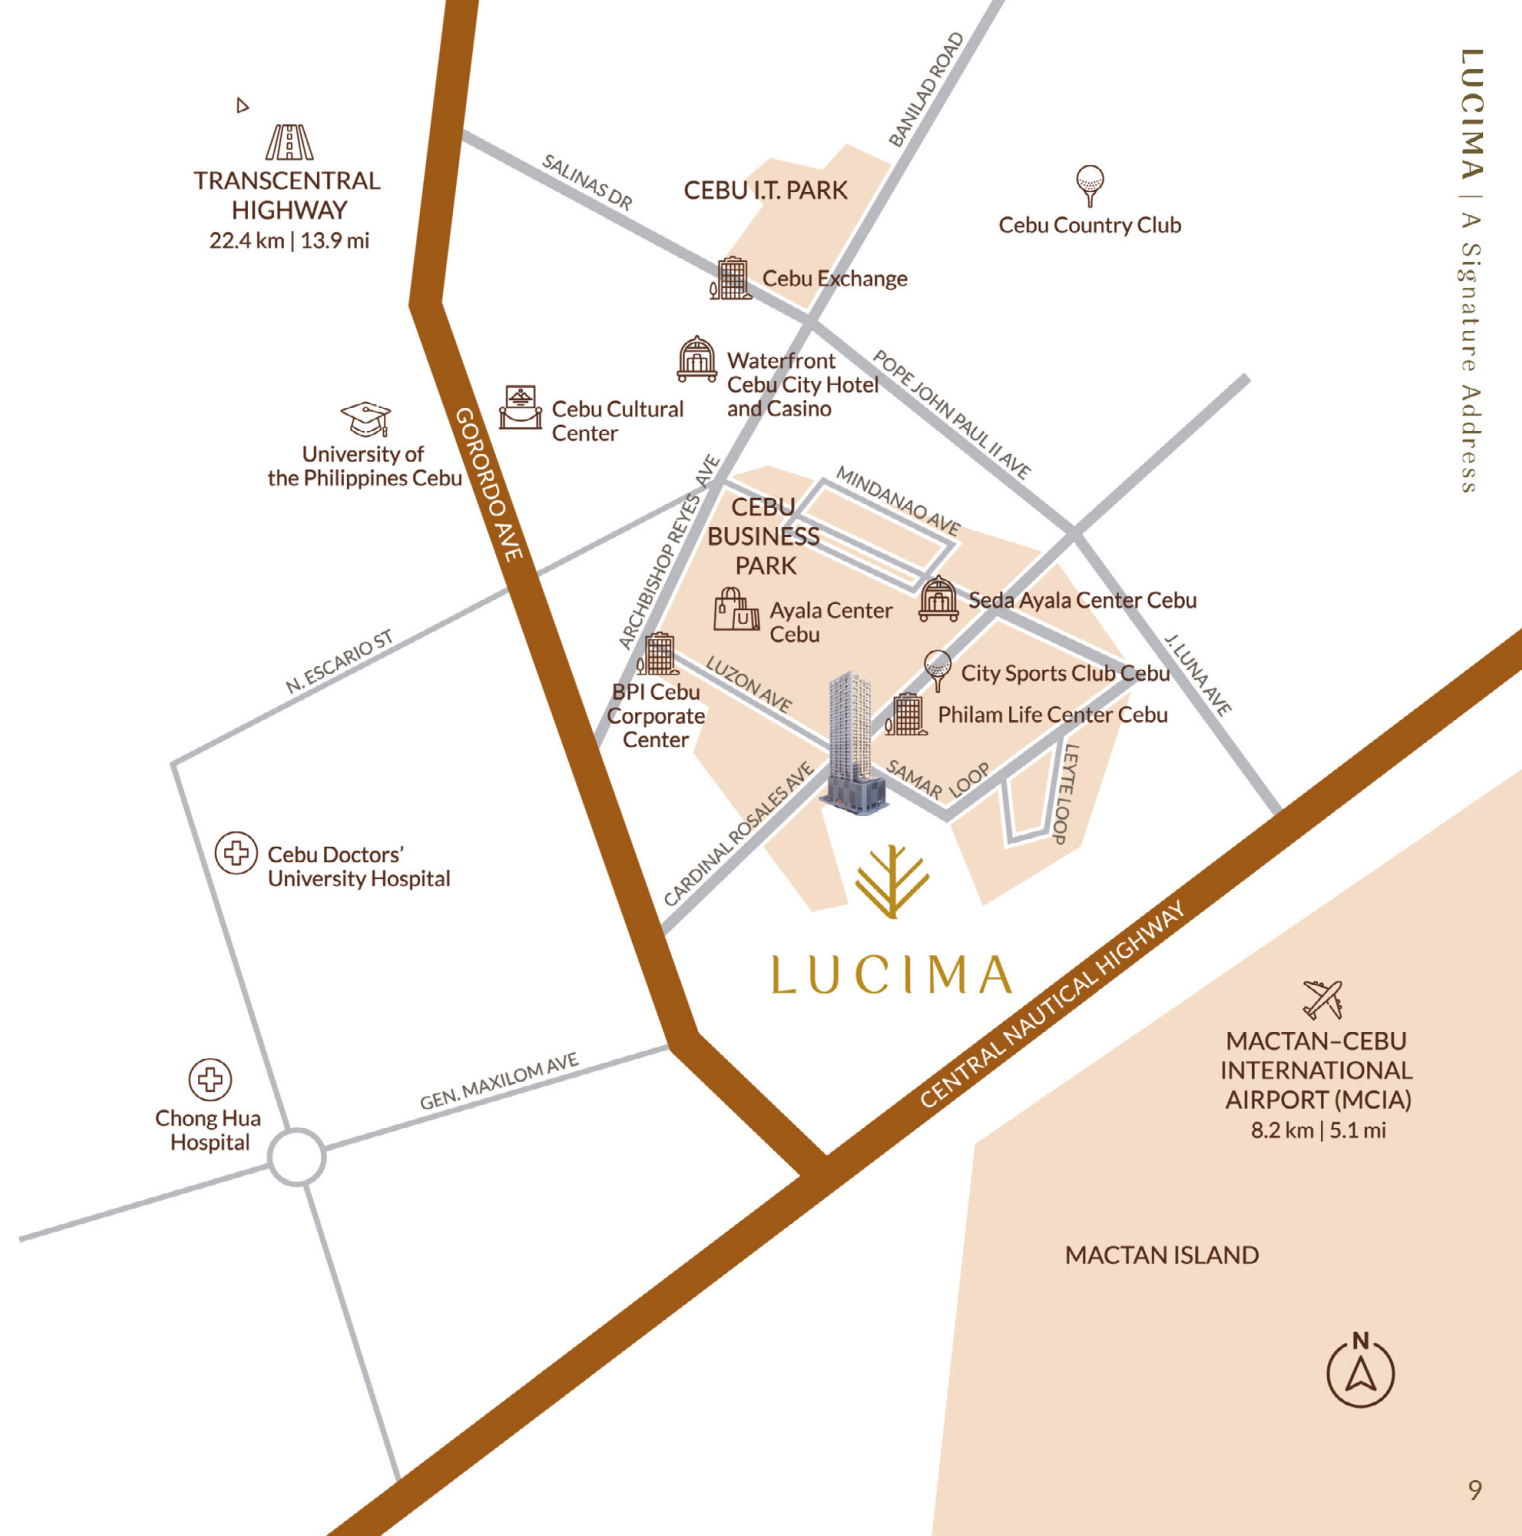 LUCIMA | A Signature Address
BANILAD ROAD
TRANSCENTRAL
HIGHWAY
22.4 km | 13.9 mi
SALINAS DR
CEBU I.T. PARK
Cebu Country Club
Cebu Exchange
Waterfront
Cebu City Hotel
and Casino
POPE JOHN PAUL II AVE
Cebu Cultural
Center
University of
the Philippines Cebu
GORORDO AVE
ARCHBISHOP REYES AVE
MINDANAO AVE
CEBU
BUSINESS
PARK
Ayala Center
Cebu
Seda Ayala Center Cebu
N. ESCARIO ST
LUZON AVE
City Sports Club Cebu
J. LUNA AVE
BPI Cebu
Corporate
Center
Philam Life Center Cebu
SAMAR LOOP
LEYTE LOOP
CARDINAL ROSALES AVE
Cebu Doctors’
University Hospital
LUCIMA
CENTRAL NAUTICAL HIGHWAY
MACTAN–CEBU
INTERNATIONAL
AIRPORT (MCIA)
8.2 km | 5.1 mi
GEN. MAXILOM AVE
Chong Hua
Hospital
MACTAN ISLAND
N
9